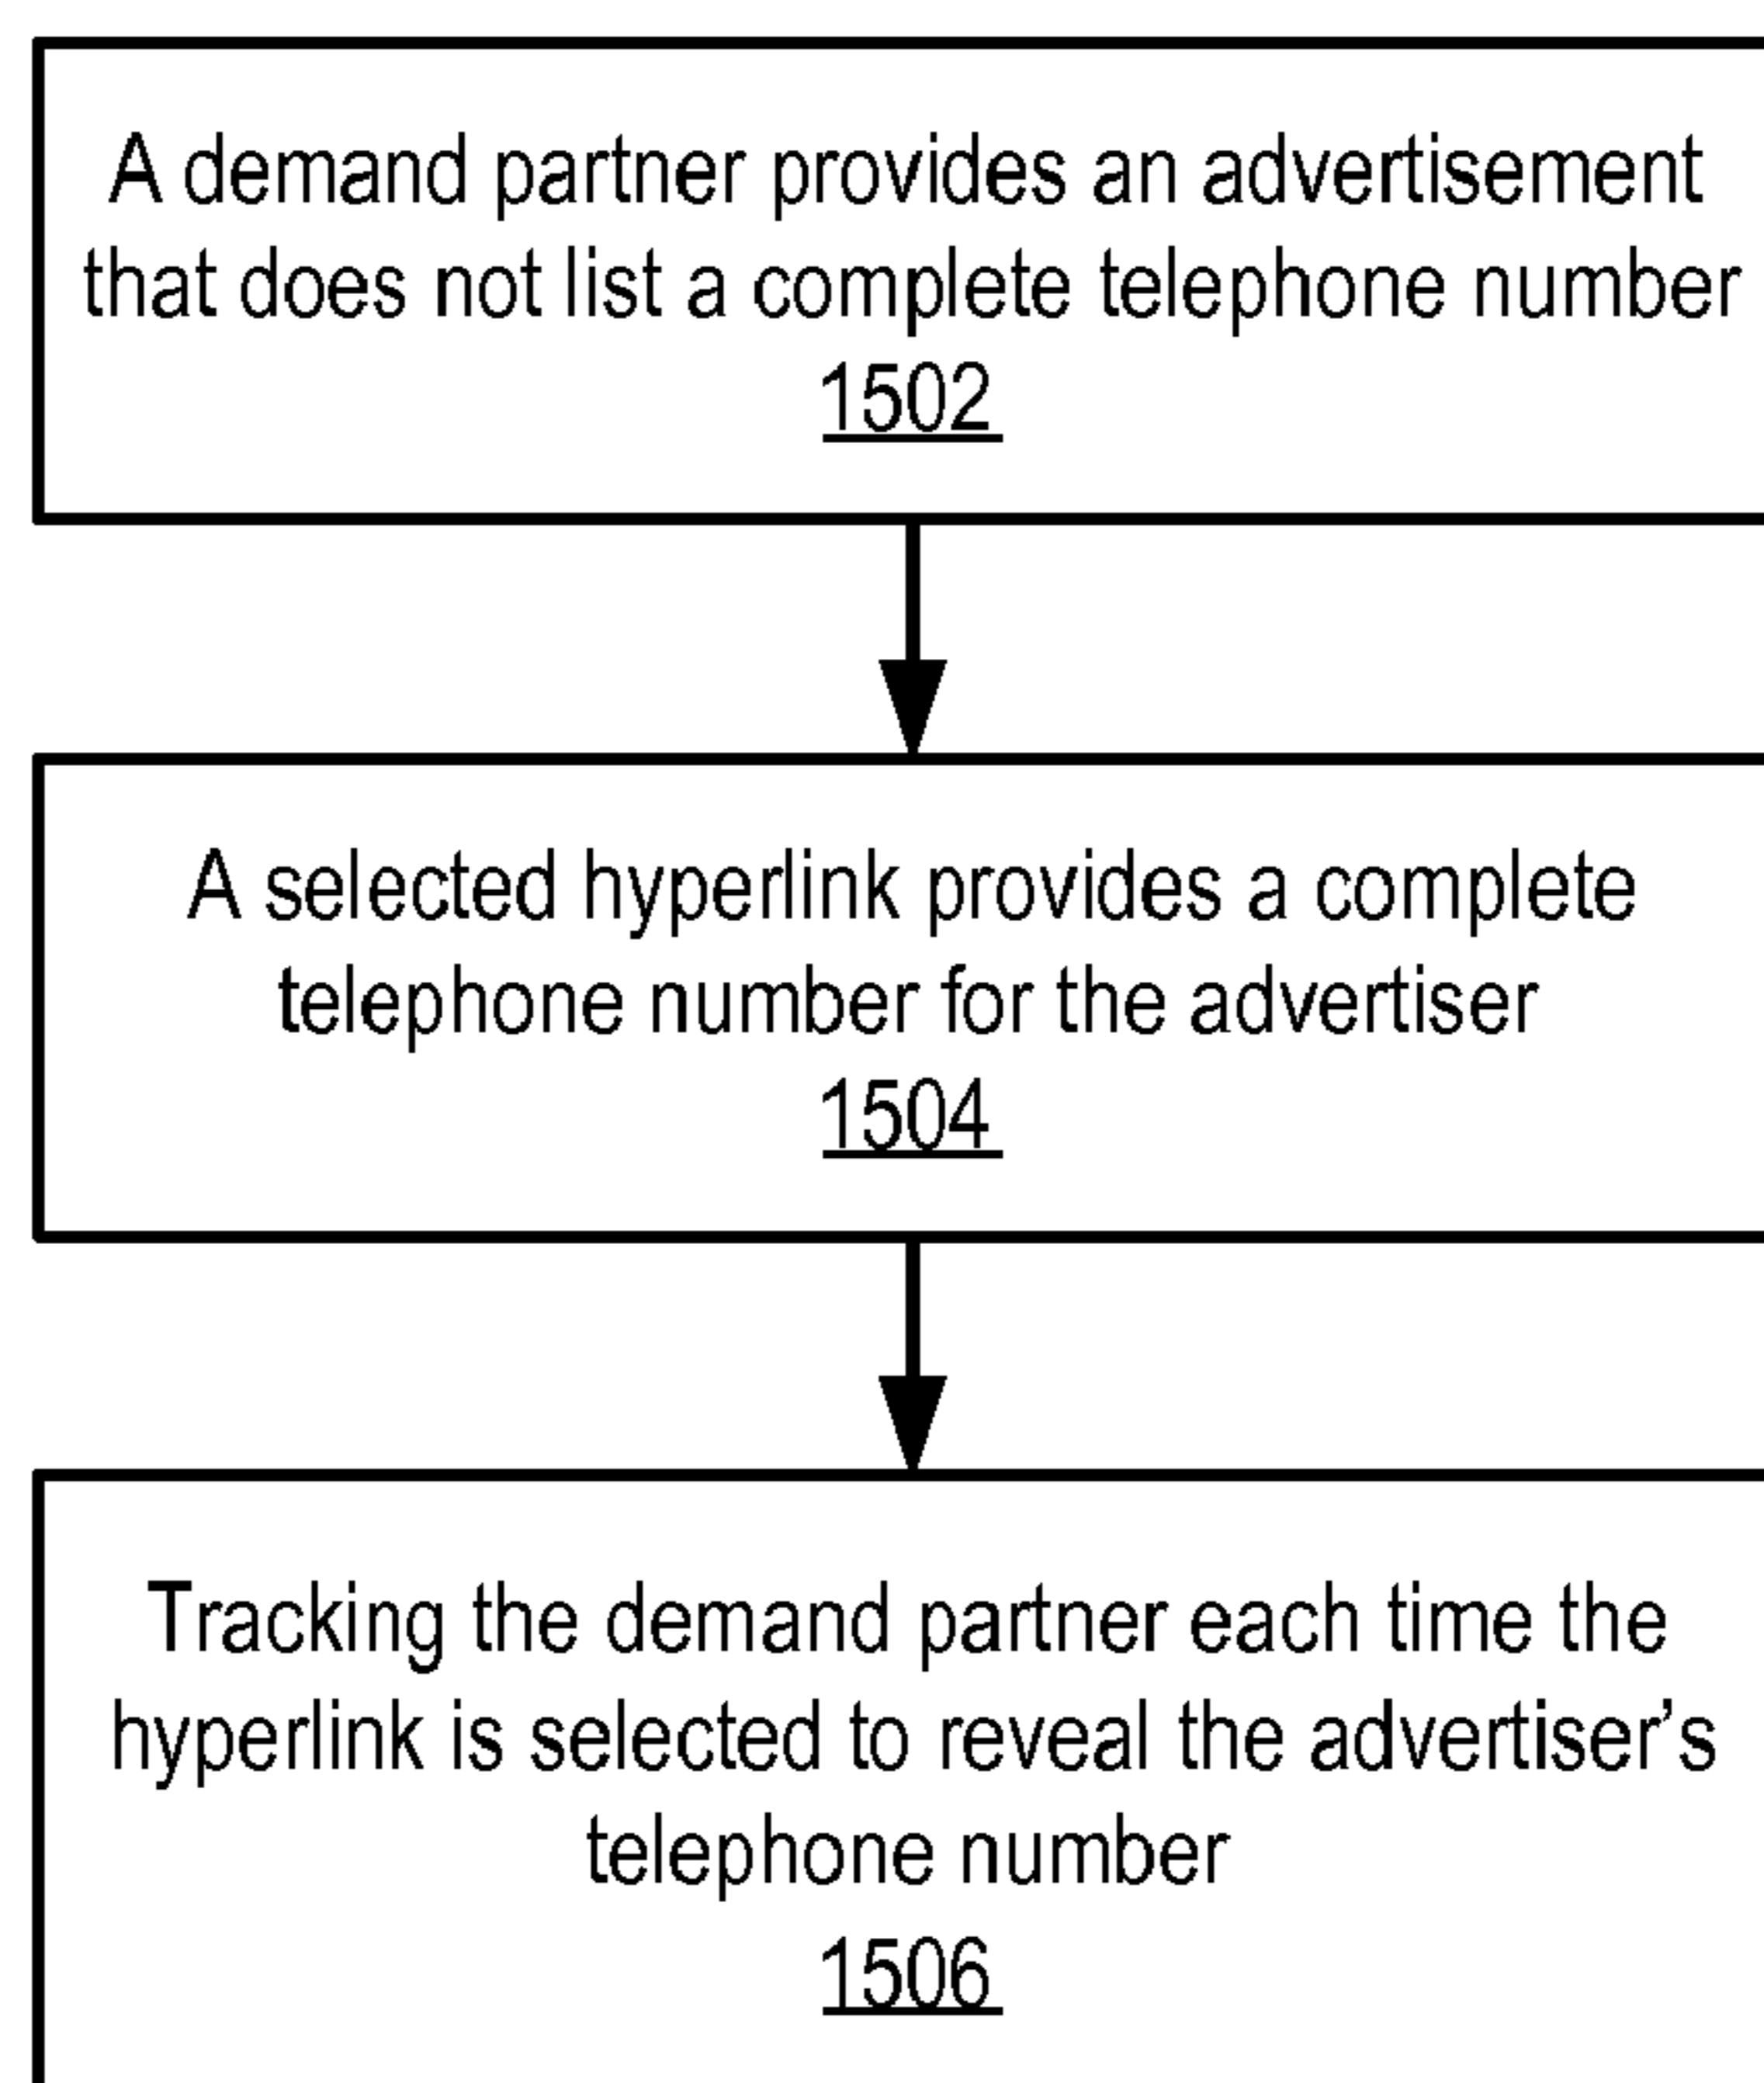 A demand partner provides an advertisement
that does not list a complete telephone number
1502
A selected hyperlink provides a complete
telephone number for the advertiser
1504
Tracking the demand partner each time the
hyperlink is selected to reveal the advertiser’s
telephone number
1506